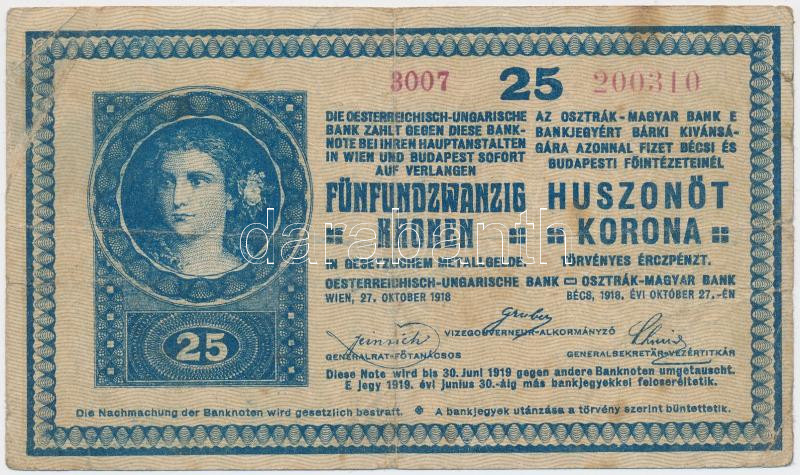 3007 25 200310
DIE OESTERREICHISCH-UNGARISCHE
BANK ZAHLT GEGEN DIESE BANK-
NOTE BEI IHREN HAUPTANSTALTEN
IN WIEN UND BUDAPEST SOFORT
AUF VERLANGEN
FÜNFUNDZWANZIG
KRONEN
IN GESETZLICHEM METALLGELDE.
AZ OSZTRÁK-MAGYAR BANK E
BANKJEGYÉRT BÁRKI KIVÁNSÁ-
GÁRA AZONNAL FIZET BÉCSI ÉS
BUDAPESTI FŐINTÉZETEINÉL
HUSZONÖT
KORONA
TÖRVÉNYES ÉRCZPÉNZT.
OESTERREICHISCH-UNGARISCHE BANK OSZTRÁK-MAGYAR BANK
WIEN, 27. OKTOBER 1918 BÉCS, 1918. ÉVI OKTÓBER 27.-ÉN
Gruber
VIZEGOUVERNEUR-ALKORMÁNYZÓ
GENERALRAT-FŐTANÁCSOS GENERALSEKRETÄR-VEZÉRTITKÁR
Diese Note wird bis 30. Juni 1919 gegen andere Banknoten umgetauscht.
E jegy 1919. évi junius 30.-áig más bankjegyekkel felcseréltetik.
25
Die Nachmachung der Banknoten wird gesetzlich bestraft. A bankjegyek utánzása a törvény szerint büntettetik.
darabanth